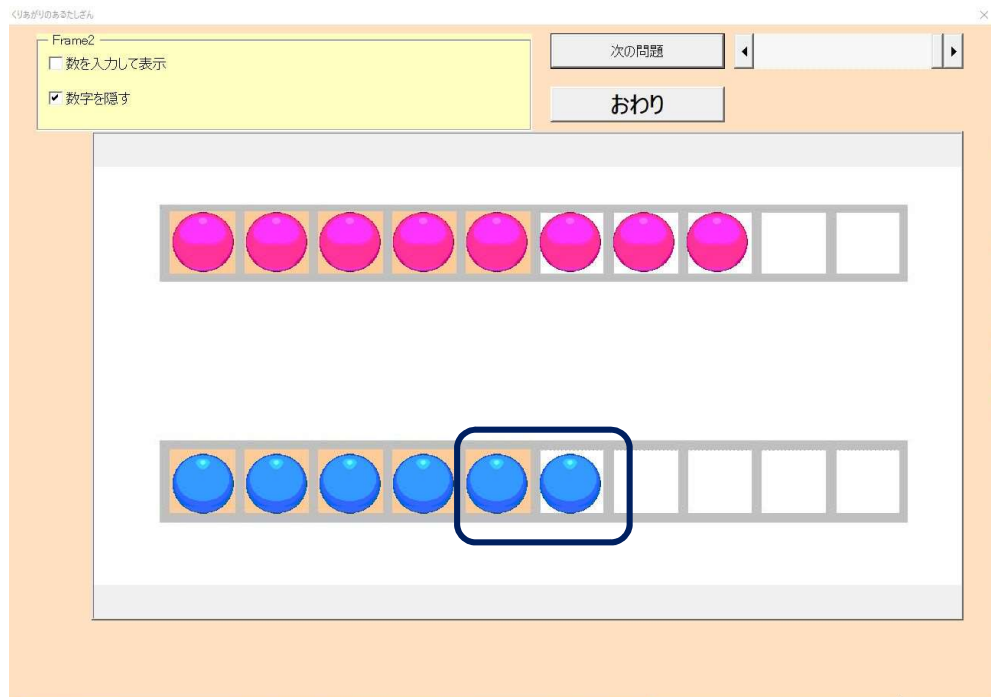 くりあがりのあるたしざん
Frame2
数を入力して表示
数字を隠す
次の問題
おわり